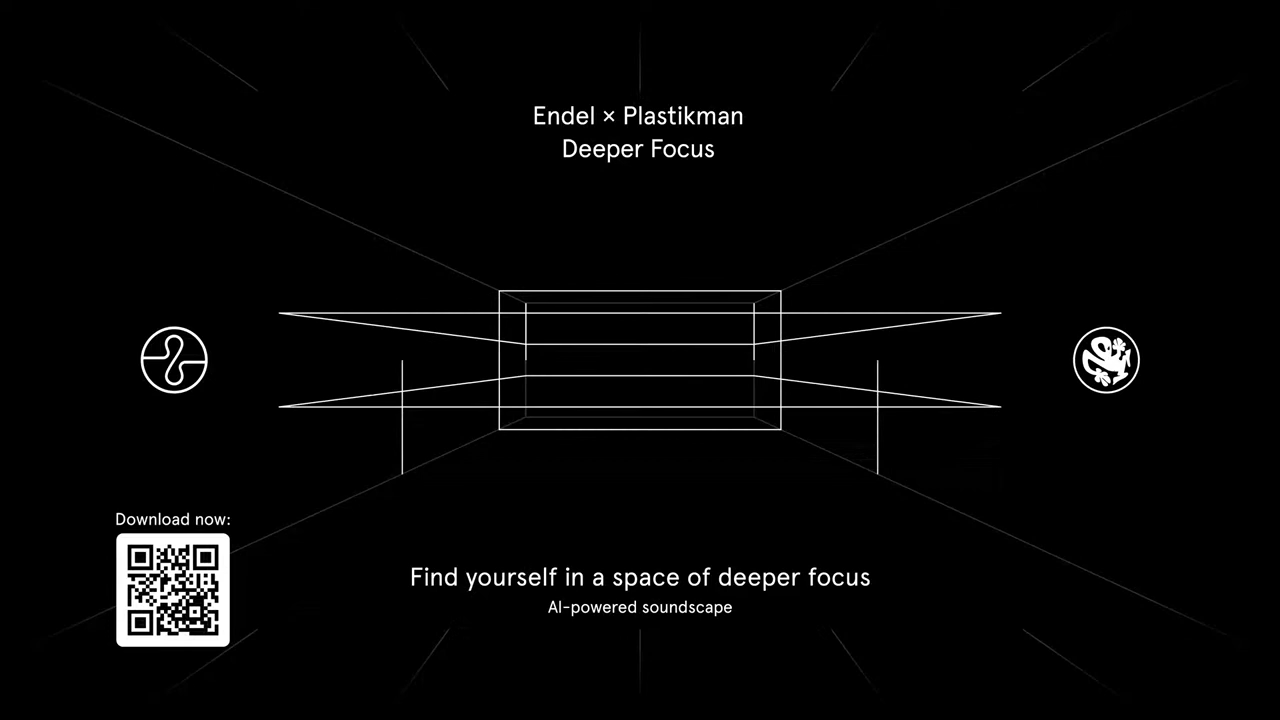 Endel × Plastikman
Deeper Focus
Download now:
Find yourself in a space of deeper focus
AI-powered soundscape